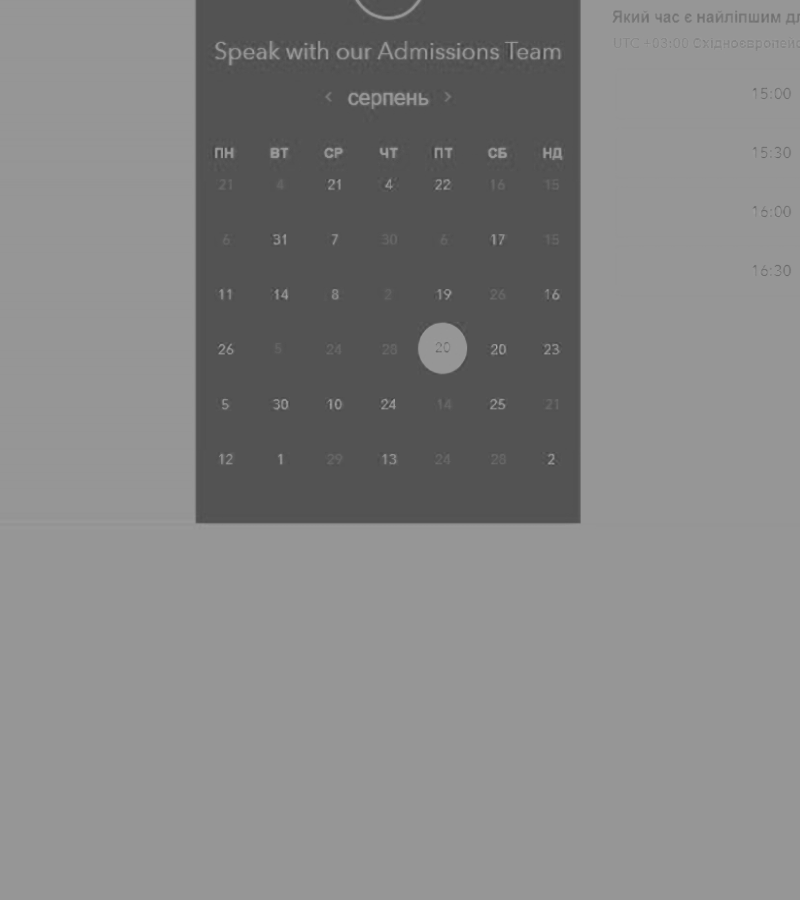 Speak with our Admissions Team
‹ серпень ›
ПН ВТ СР ЧТ ПТ СБ НД
21 4 21 4 22 16 15
6 31 7 30 6 17 15
11 14 8 2 19 26 16
26 5 24 28 20 20 23
5 30 10 24 14 25 21
12 1 29 13 24 28 2
Який час є найліпшим
UTC +03:00
15:00
15:30
16:00
16:30